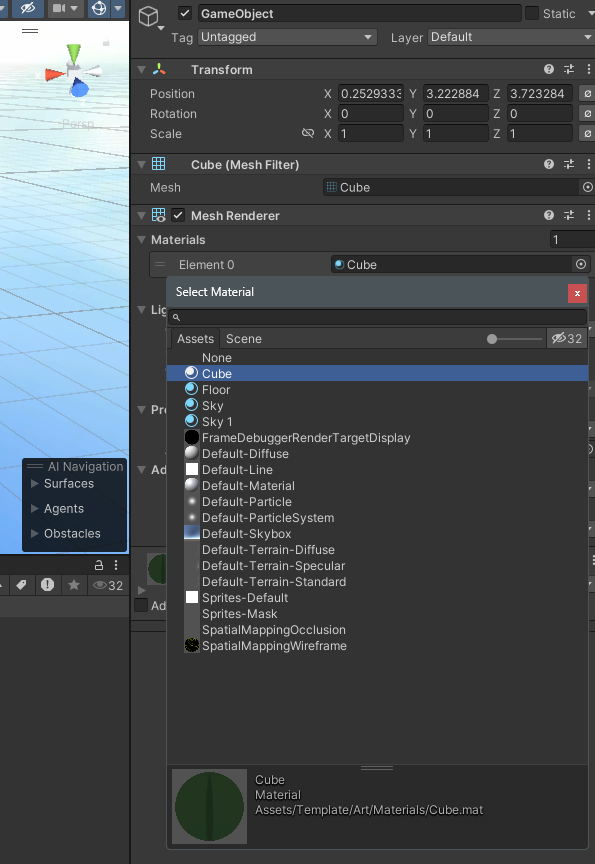 GameObject Static
Tag Untagged Layer Default
Transform
Position X 0.2529333 Y 3.222884 Z 3.723284
Persp
Rotation X 0 Y 0 Z 0
Scale X 1 Y 1 Z 1
Cube (Mesh Filter)
Mesh Cube
Mesh Renderer
Materials 1
Element 0 Cube
Select Material
Lig
Assets Scene 32
None
Cube
Floor
Sky
Pr
Sky 1
FrameDebuggerRenderTargetDisplay
Default-Diffuse
AI Navigation
Ad
Default-Line
Surfaces
Default-Material
Default-Particle
Agents
Default-ParticleSystem
Obstacles
Default-Skybox
Default-Terrain-Diffuse
Default-Terrain-Specular
32
Default-Terrain-Standard
Ad
Sprites-Default
Sprites-Mask
SpatialMappingOcclusion
SpatialMappingWireframe
Cube
Material
Assets/Template/Art/Materials/Cube.mat